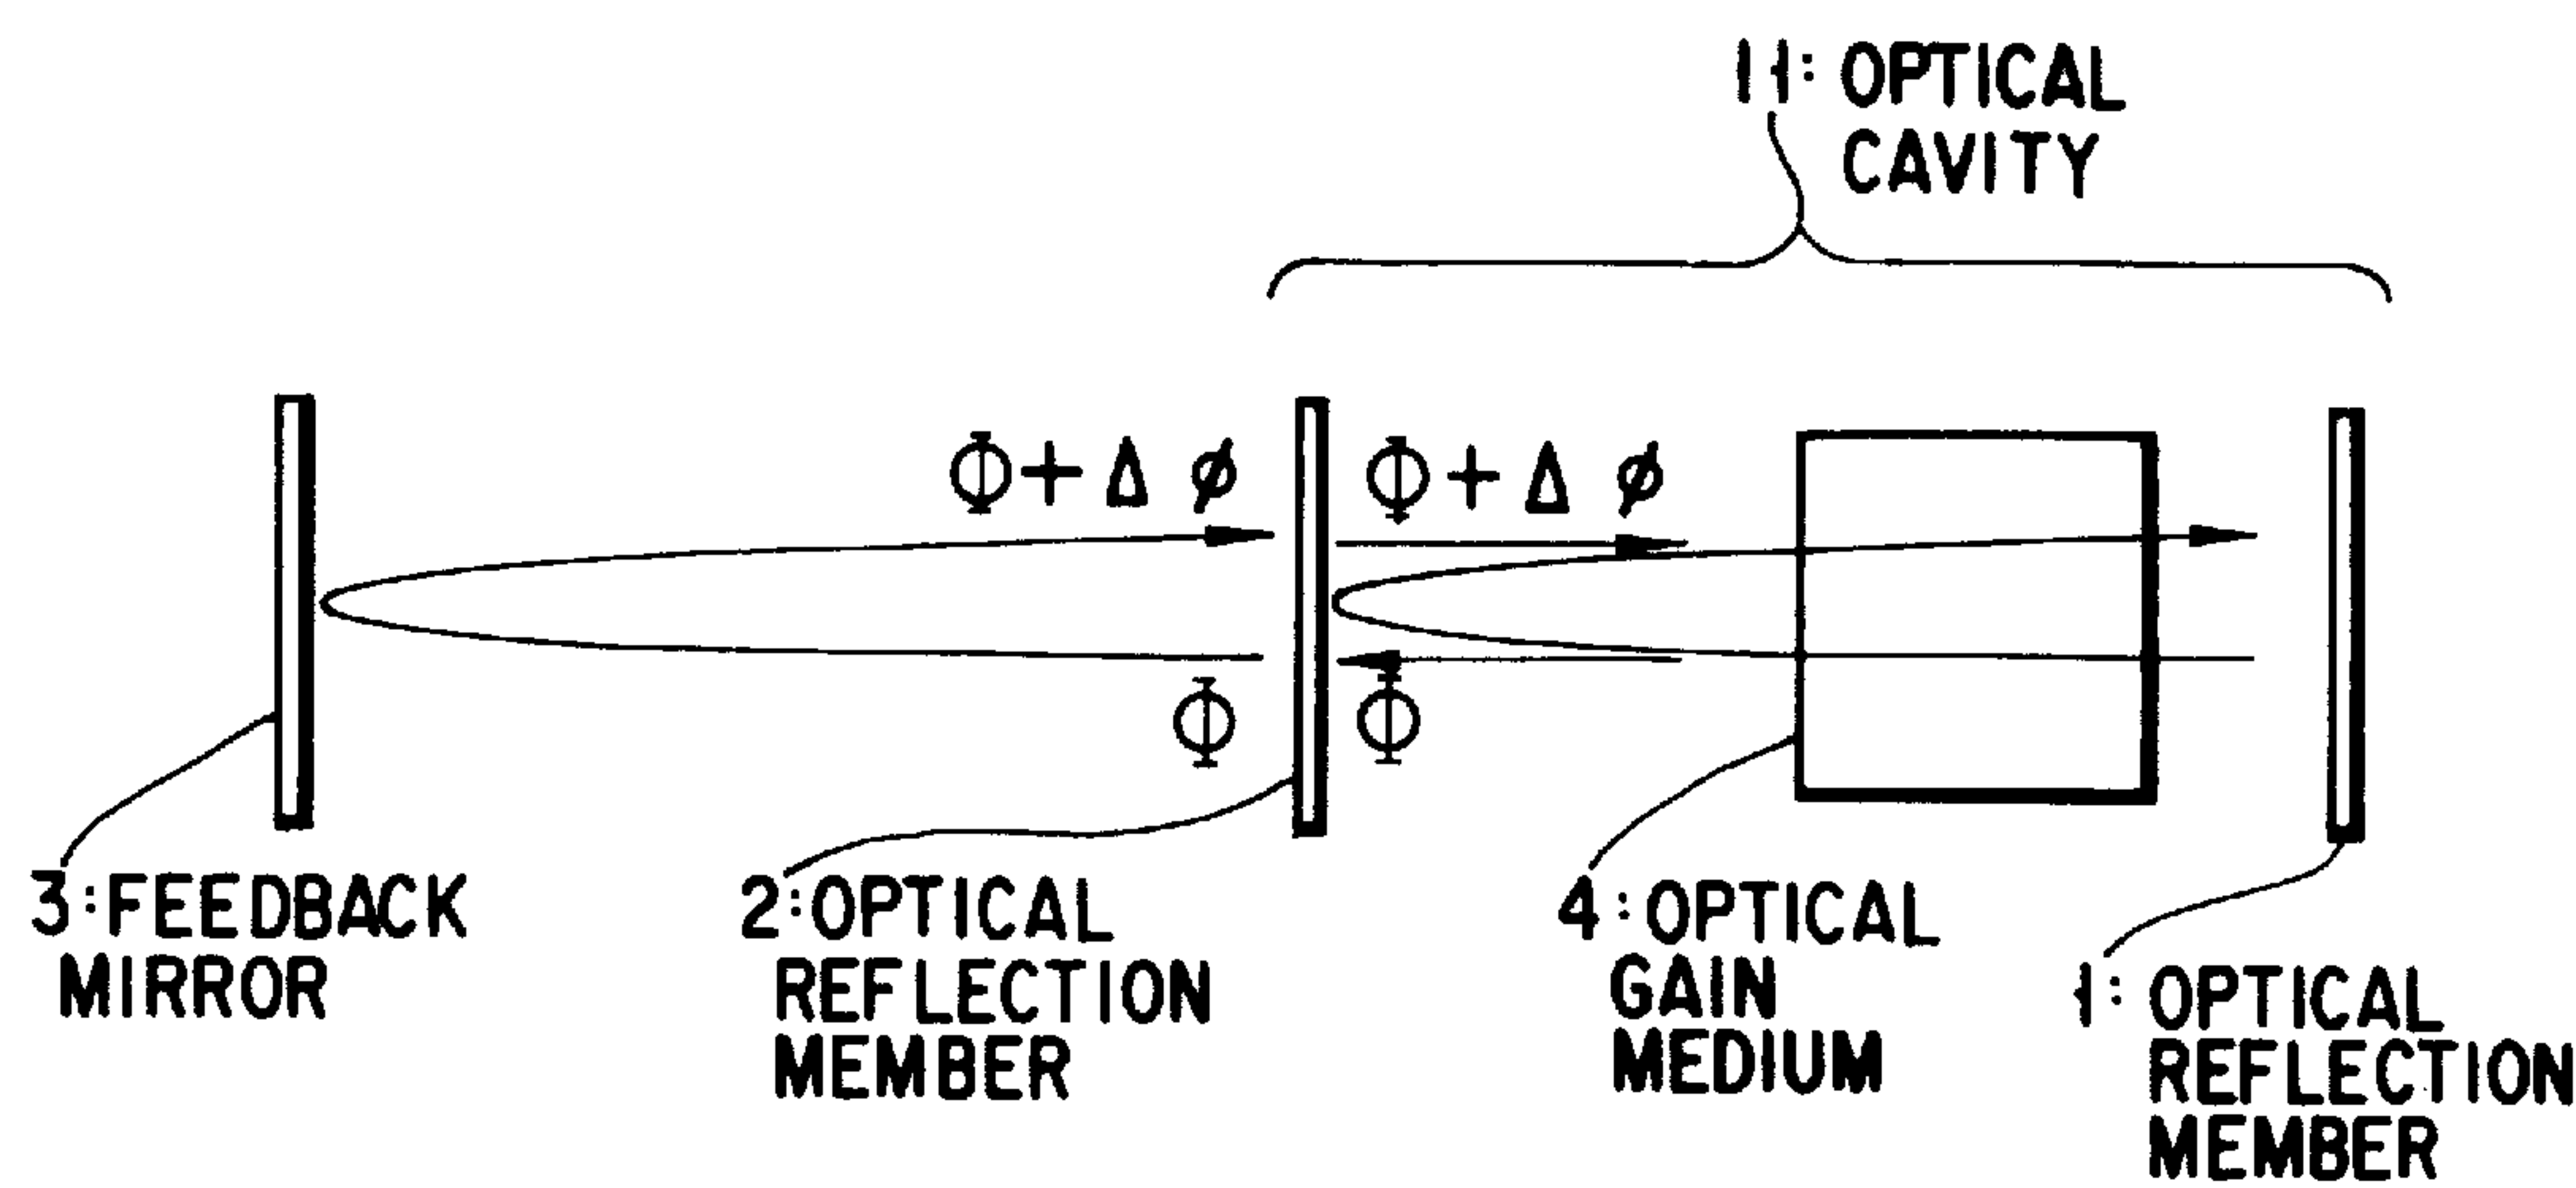 11: OPTICAL
CAVITY
Φ+Δ ϕ
Φ+Δ ϕ
Φ
Φ
3:FEEDBACK
MIRROR
2:OPTICAL
REFLECTION
MEMBER
4:OPTICAL
GAIN
MEDIUM
1: OPTICAL
REFLECTION
MEMBER